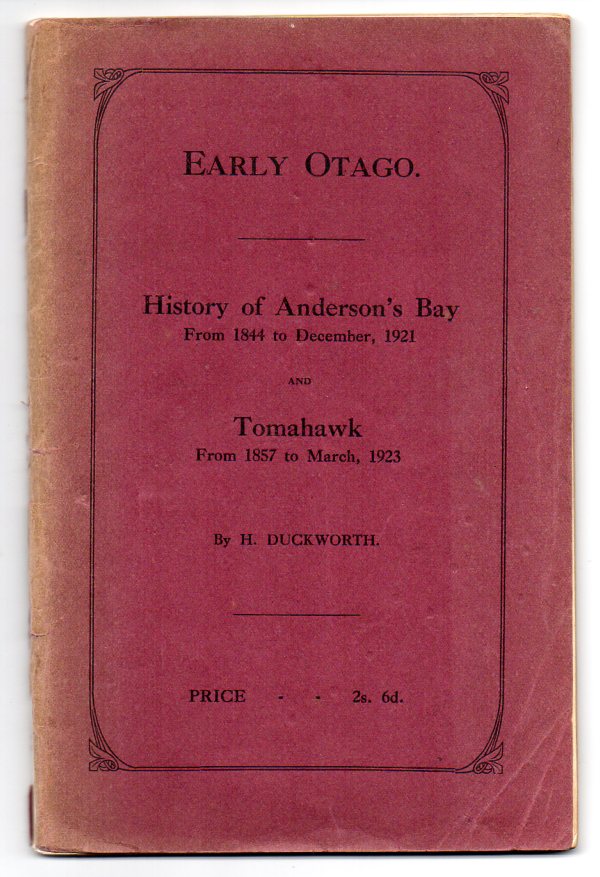 EARLY OTAGO.
History of Anderson's Bay
From 1844 to December, 1921
AND
Tomahawk
From 1857 to March, 1923
By H. DUCKWORTH.
PRICE - - 2s. 6d.